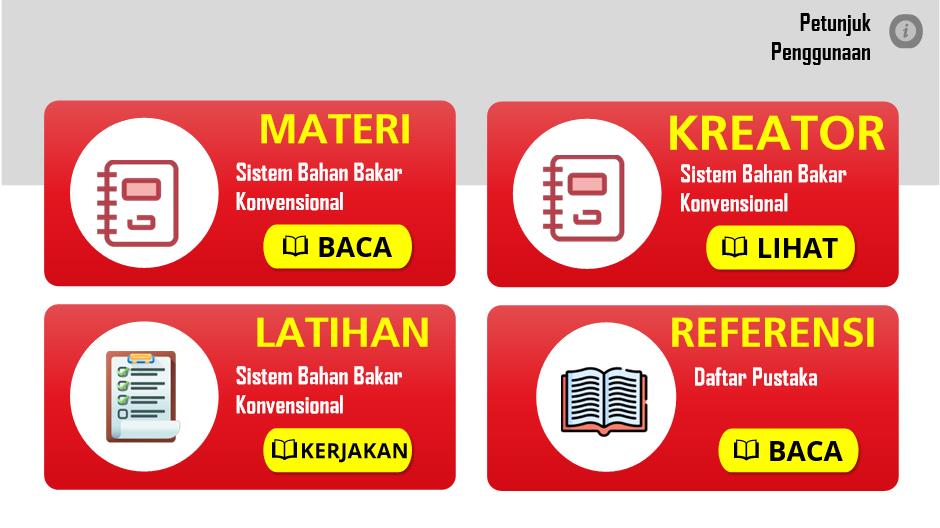 Petunjuk
Penggunaan
MATERI
Sistem Bahan Bakar
Konvensional
BACA
KREATOR
Sistem Bahan Bakar
Konvensional
LIHAT
LATIHAN
Sistem Bahan Bakar
Konvensional
KERJAKAN
REFERENSI
Daftar Pustaka
BACA